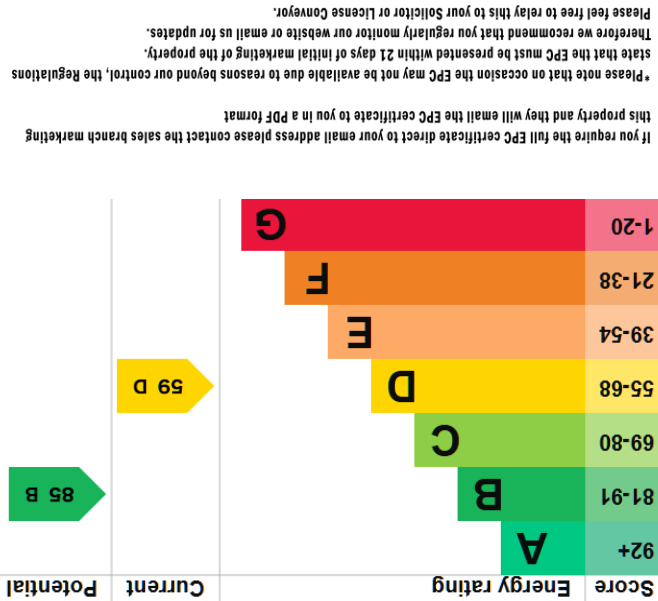 Score Energy rating Current Potential
92+ A
81-91 B 85 B
69-80 C
55-68 D 59 D
39-54 E
21-38 F
1-20 G
If you require the full EPC certificate direct to your email address please contact the sales branch marketing
this property and they will email the EPC certificate to you in a PDF format
*Please note that on occasion the EPC may not be available due to reasons beyond our control, the Regulations
state that the EPC must be presented within 21 days of initial marketing of the property.
Therefore we recommend that you regularly monitor our website or email us for updates.
Please feel free to relay this to your Solicitor or License Conveyor.